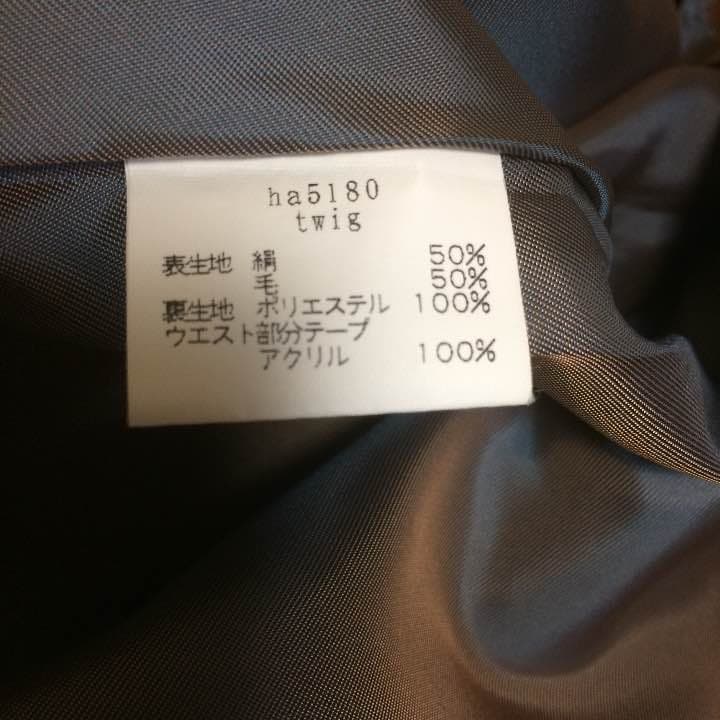 ha5180
twig
表生地 絹 50%
毛 50%
裏生地 ポリエステル 100%
ウエスト部分テープ
アクリル 100%